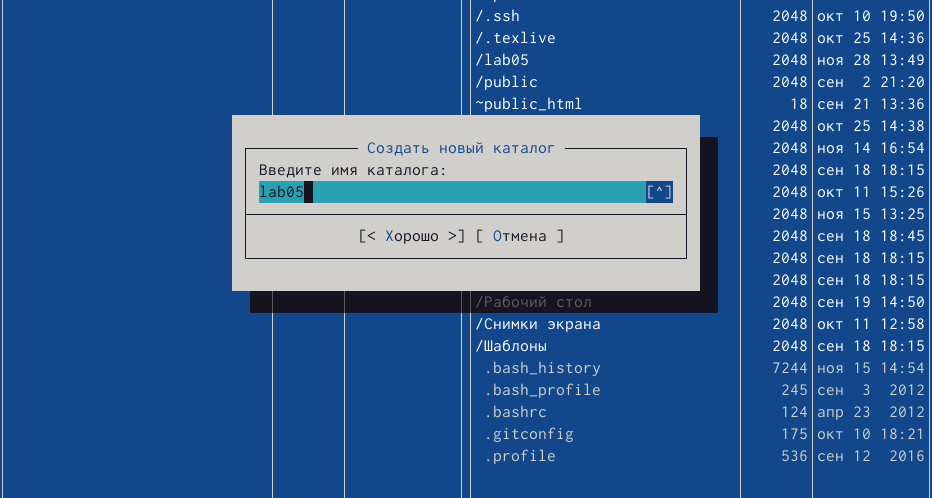 /.ssh 2048 окт 10 19:50
/.texlive 2048 окт 25 14:36
/lab05 2048 ноя 28 13:49
/public 2048 сен 2 21:20
~public_html 18 сен 21 13:36
2048 окт 25 14:38
Создать новый каталог 2048 ноя 14 16:54
Введите имя каталога: 2048 сен 18 18:15
lab05 [^] 2048 окт 11 15:26
2048 ноя 15 13:25
[< Хорошо >] [ Отмена ] 2048 сен 18 18:45
2048 сен 18 18:15
2048 сен 18 18:15
/Рабочий стол 2048 сен 19 14:50
/Снимки экрана 2048 окт 11 12:58
/Шаблоны 2048 сен 18 18:15
.bash_history 7244 ноя 15 14:54
.bash_profile 245 сен 3 2012
.bashrc 124 апр 23 2012
.gitconfig 175 окт 10 18:21
.profile 536 сен 12 2016